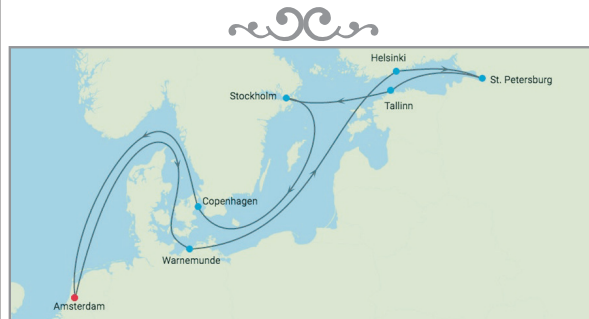 Helsinki
St. Petersburg
Stockholm
Tallinn
Copenhagen
Warnemunde
Amsterdam